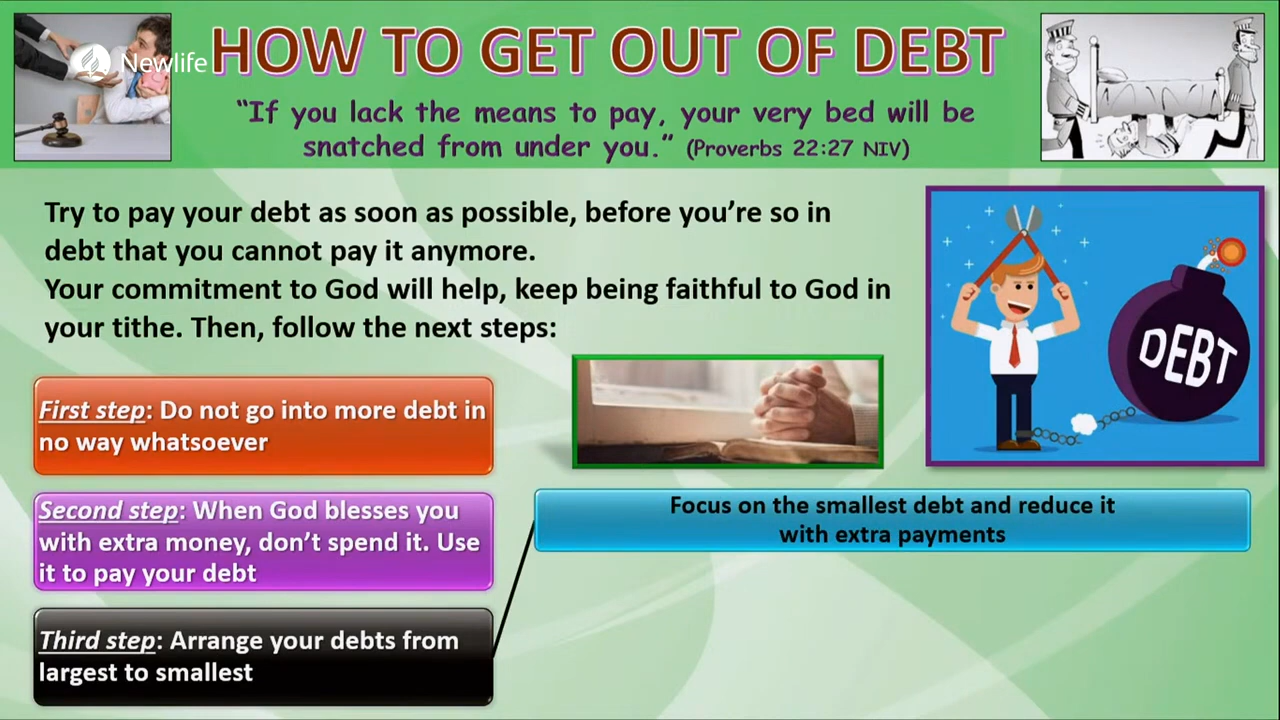 Newlife
HOW TO GET OUT OF DEBT
“If you lack the means to pay, your very bed will be
snatched from under you.” (Proverbs 22:27 NIV)
Try to pay your debt as soon as possible, before you’re so in
debt that you cannot pay it anymore.
Your commitment to God will help, keep being faithful to God in
your tithe. Then, follow the next steps:
DEBT
First step: Do not go into more debt in
no way whatsoever
Second step: When God blesses you
with extra money, don’t spend it. Use
it to pay your debt
Focus on the smallest debt and reduce it
with extra payments
Third step: Arrange your debts from
largest to smallest